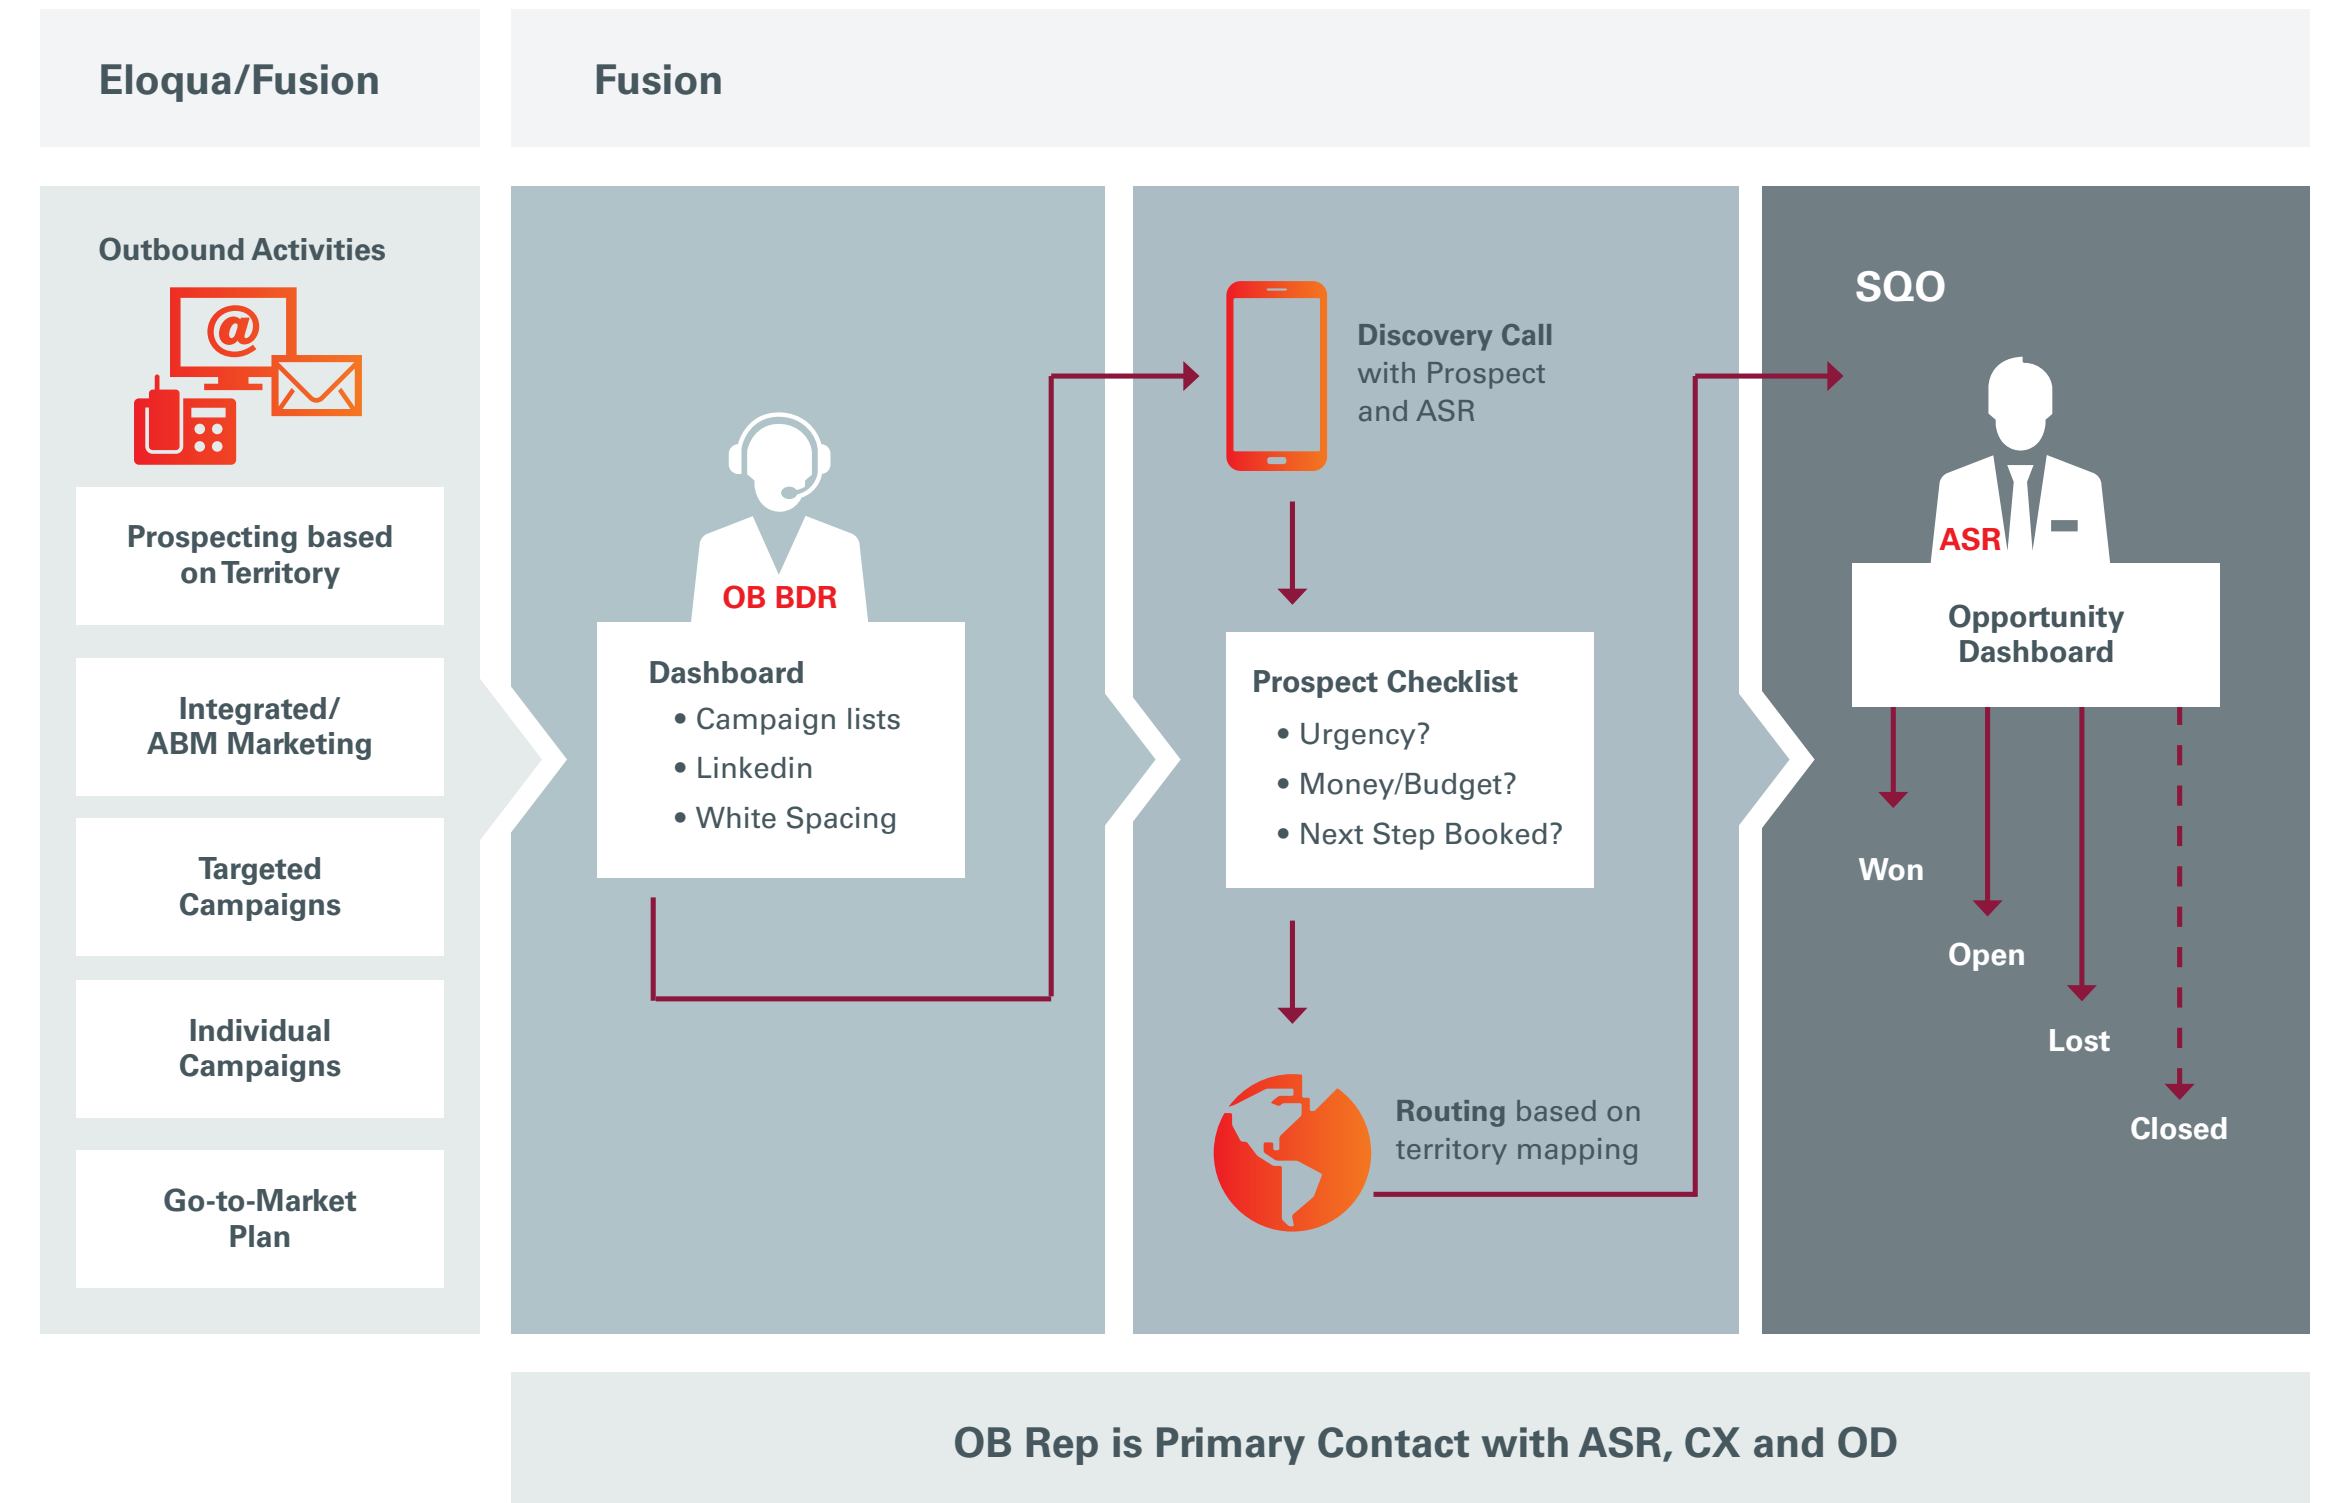 Eloqua/Fusion
Fusion
Outbound Activities
@
Prospecting based
on Territory
Integrated/
ABM Marketing
Targeted
Campaigns
Individual
Campaigns
Go-to-Market
Plan
OB BDR
Dashboard
• Campaign lists
• Linkedin
• White Spacing
Discovery Call
with Prospect
and ASR
Prospect Checklist
• Urgency?
• Money/Budget?
• Next Step Booked?
Routing based on
territory mapping
SQO
ASR
Opportunity
Dashboard
Won
Open
Lost
Closed
OB Rep is Primary Contact with ASR, CX and OD